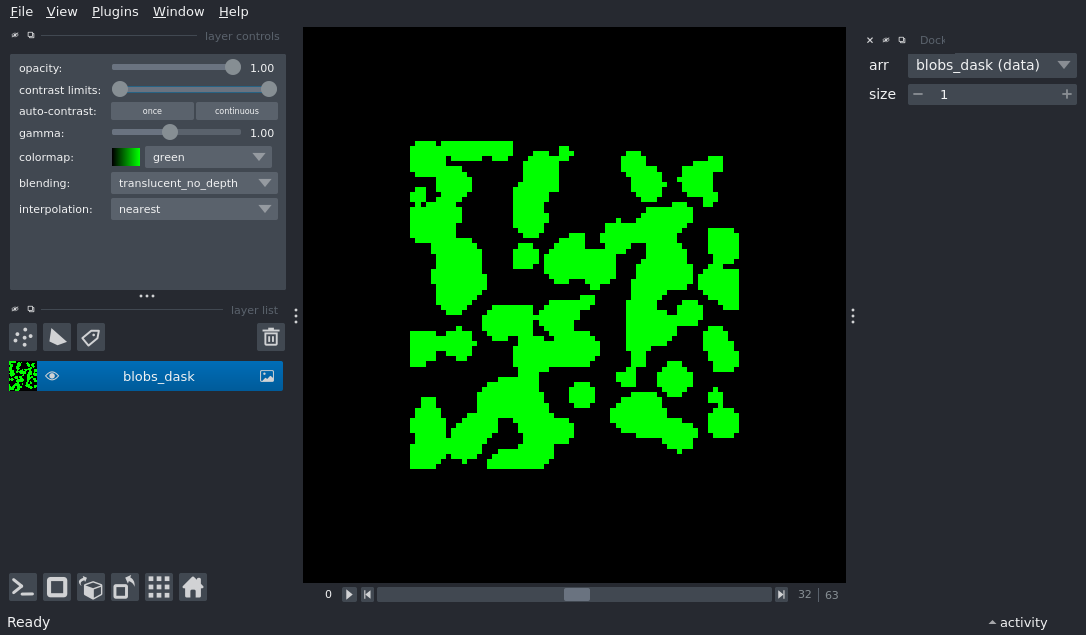 File View Plugins Window Help
layer controls
opacity: 1.00
contrast limits:
auto-contrast: once continuous
gamma: 1.00
colormap: green
blending: translucent_no_depth
interpolation: nearest
layer list
blobs_dask
0 32 63
Dock
arr blobs_dask (data)
size 1
Ready
activity